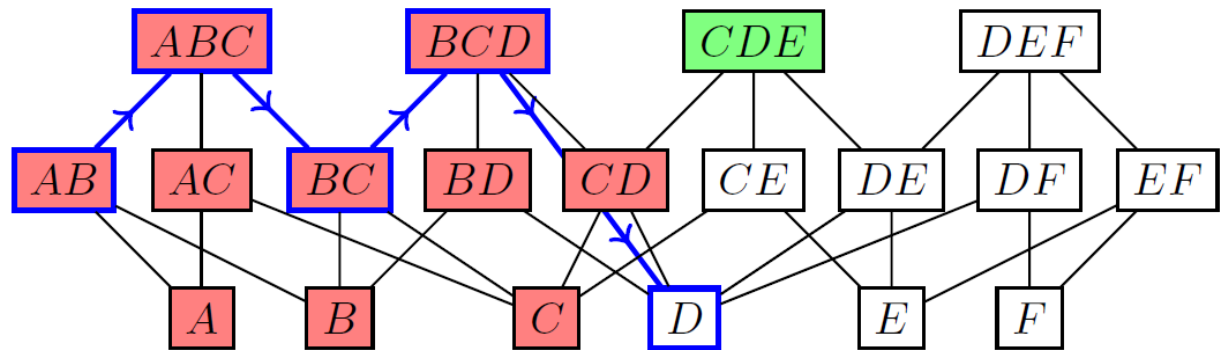 ABC BCD CDE DEF
AB AC BC BD CD CE DE DF EF
A B C D E F